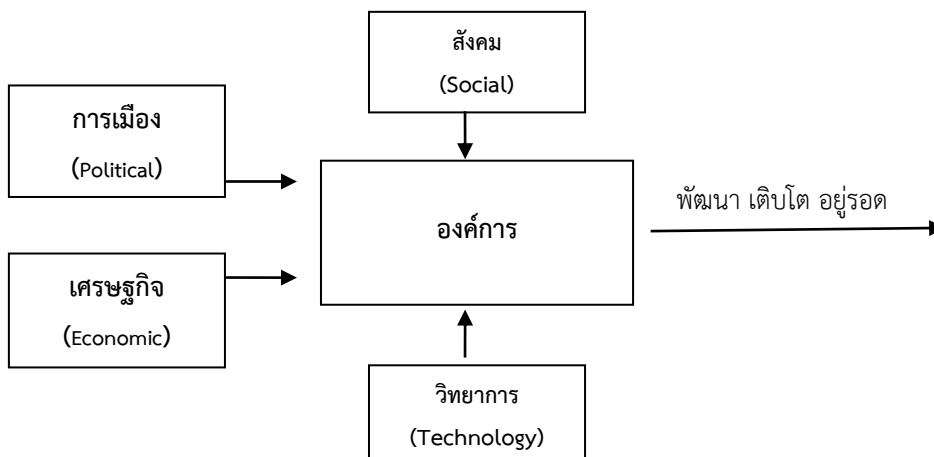 สังคม
(Social)
การเมือง
(Political)
องค์การ
พัฒนา เติบโต อยู่รอด
เศรษฐกิจ
(Economic)
วิทยาการ
(Technology)